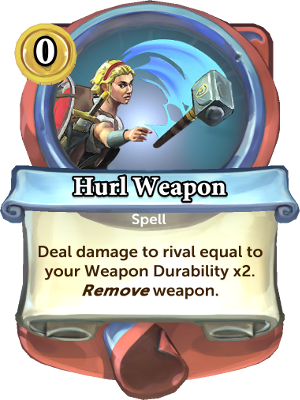 0
Hurl Weapon
Spell
Deal damage to rival equal to
your Weapon Durability x2.
Remove weapon.